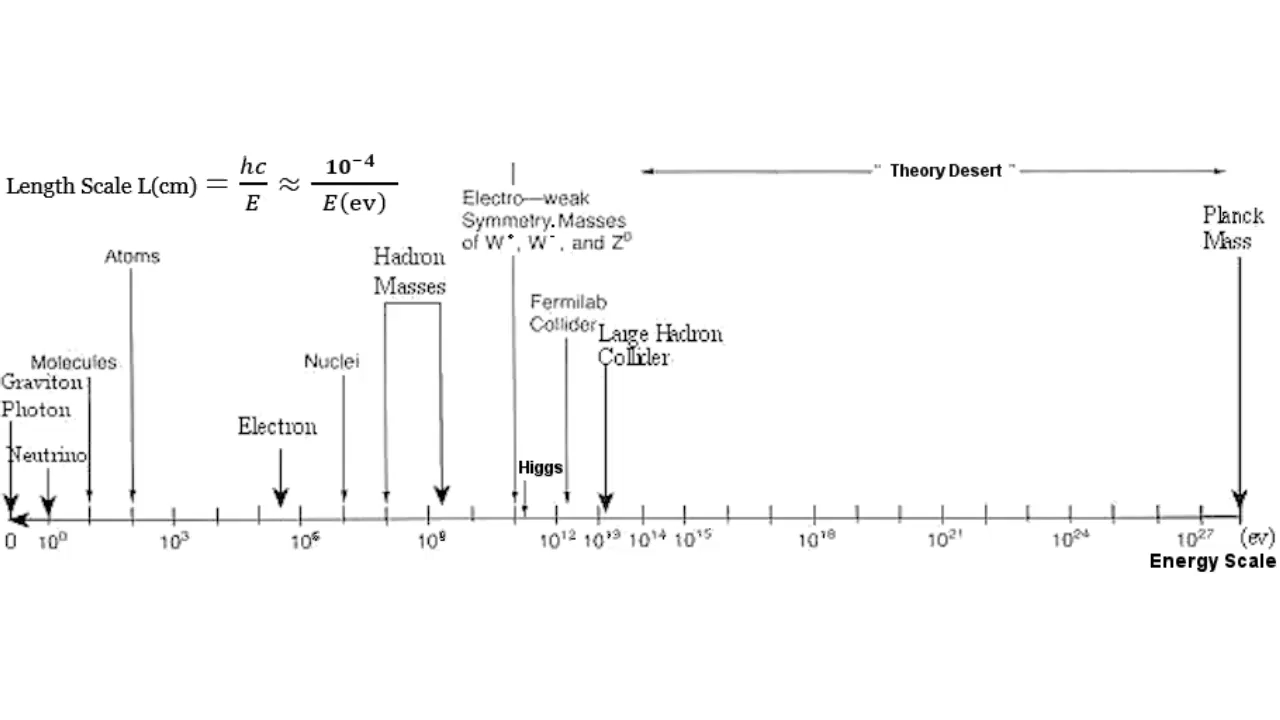 Length Scale L(cm) = hc/E ≈ 10⁻⁴/E(ev)
" Theory Desert "
Electro—weak
Symmetry. Masses
of W⁺, W⁻, and Z⁰
Planck
Mass
Atoms
Hadron
Masses
Fermilab
Collider
Large Hadron
Collider
Molecules
Nuclei
Graviton
Photon
Electron
Neutrino
Higgs
0 10⁰ 10³ 10⁶ 10⁹ 10¹² 10¹³ 10¹⁴ 10¹⁵ 10¹⁸ 10²¹ 10²⁴ 10²⁷ (ev)
Energy Scale